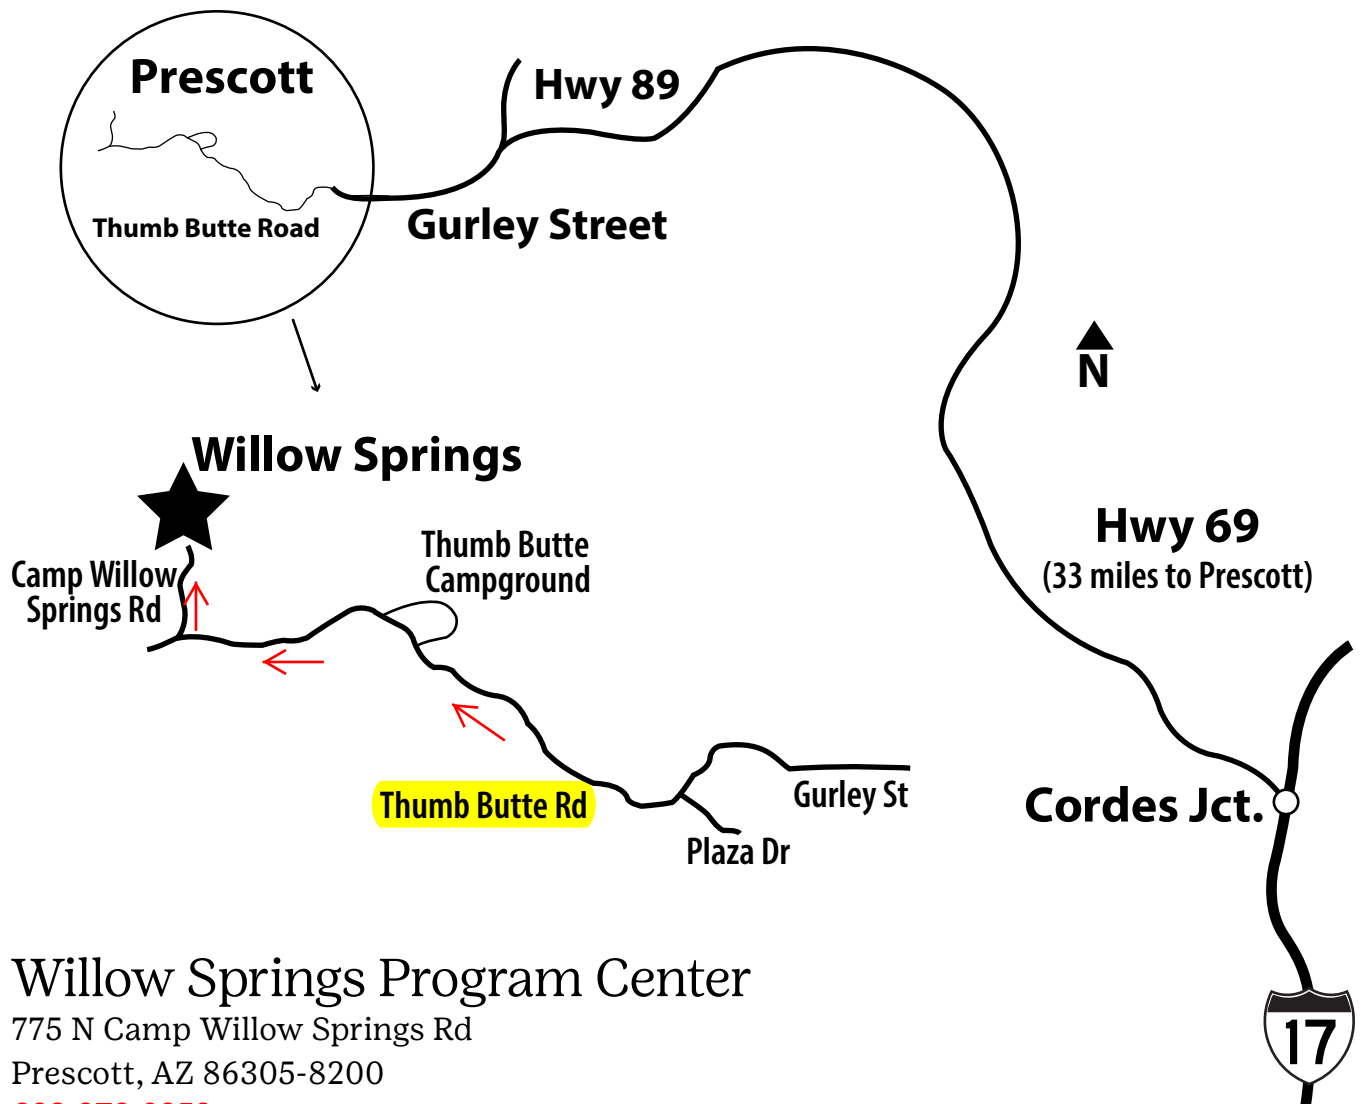 Prescott
Hwy 89
Thumb Butte Road
Gurley Street
N
Willow Springs
Hwy 69
(33 miles to Prescott)
Thumb Butte
Campground
Camp Willow
Springs Rd
Thumb Butte Rd
Gurley St
Plaza Dr
Cordes Jct.
17
Willow Springs Program Center
775 N Camp Willow Springs Rd
Prescott, AZ 86305-8200